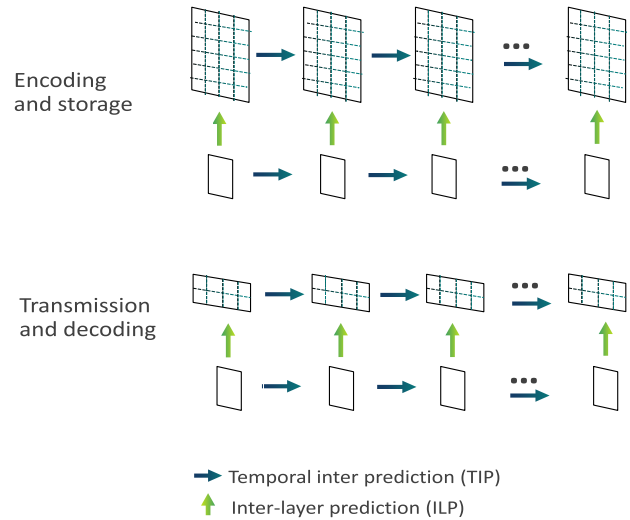 Encoding
and storage
Transmission
and decoding
Temporal inter prediction (TIP)
Inter-layer prediction (ILP)